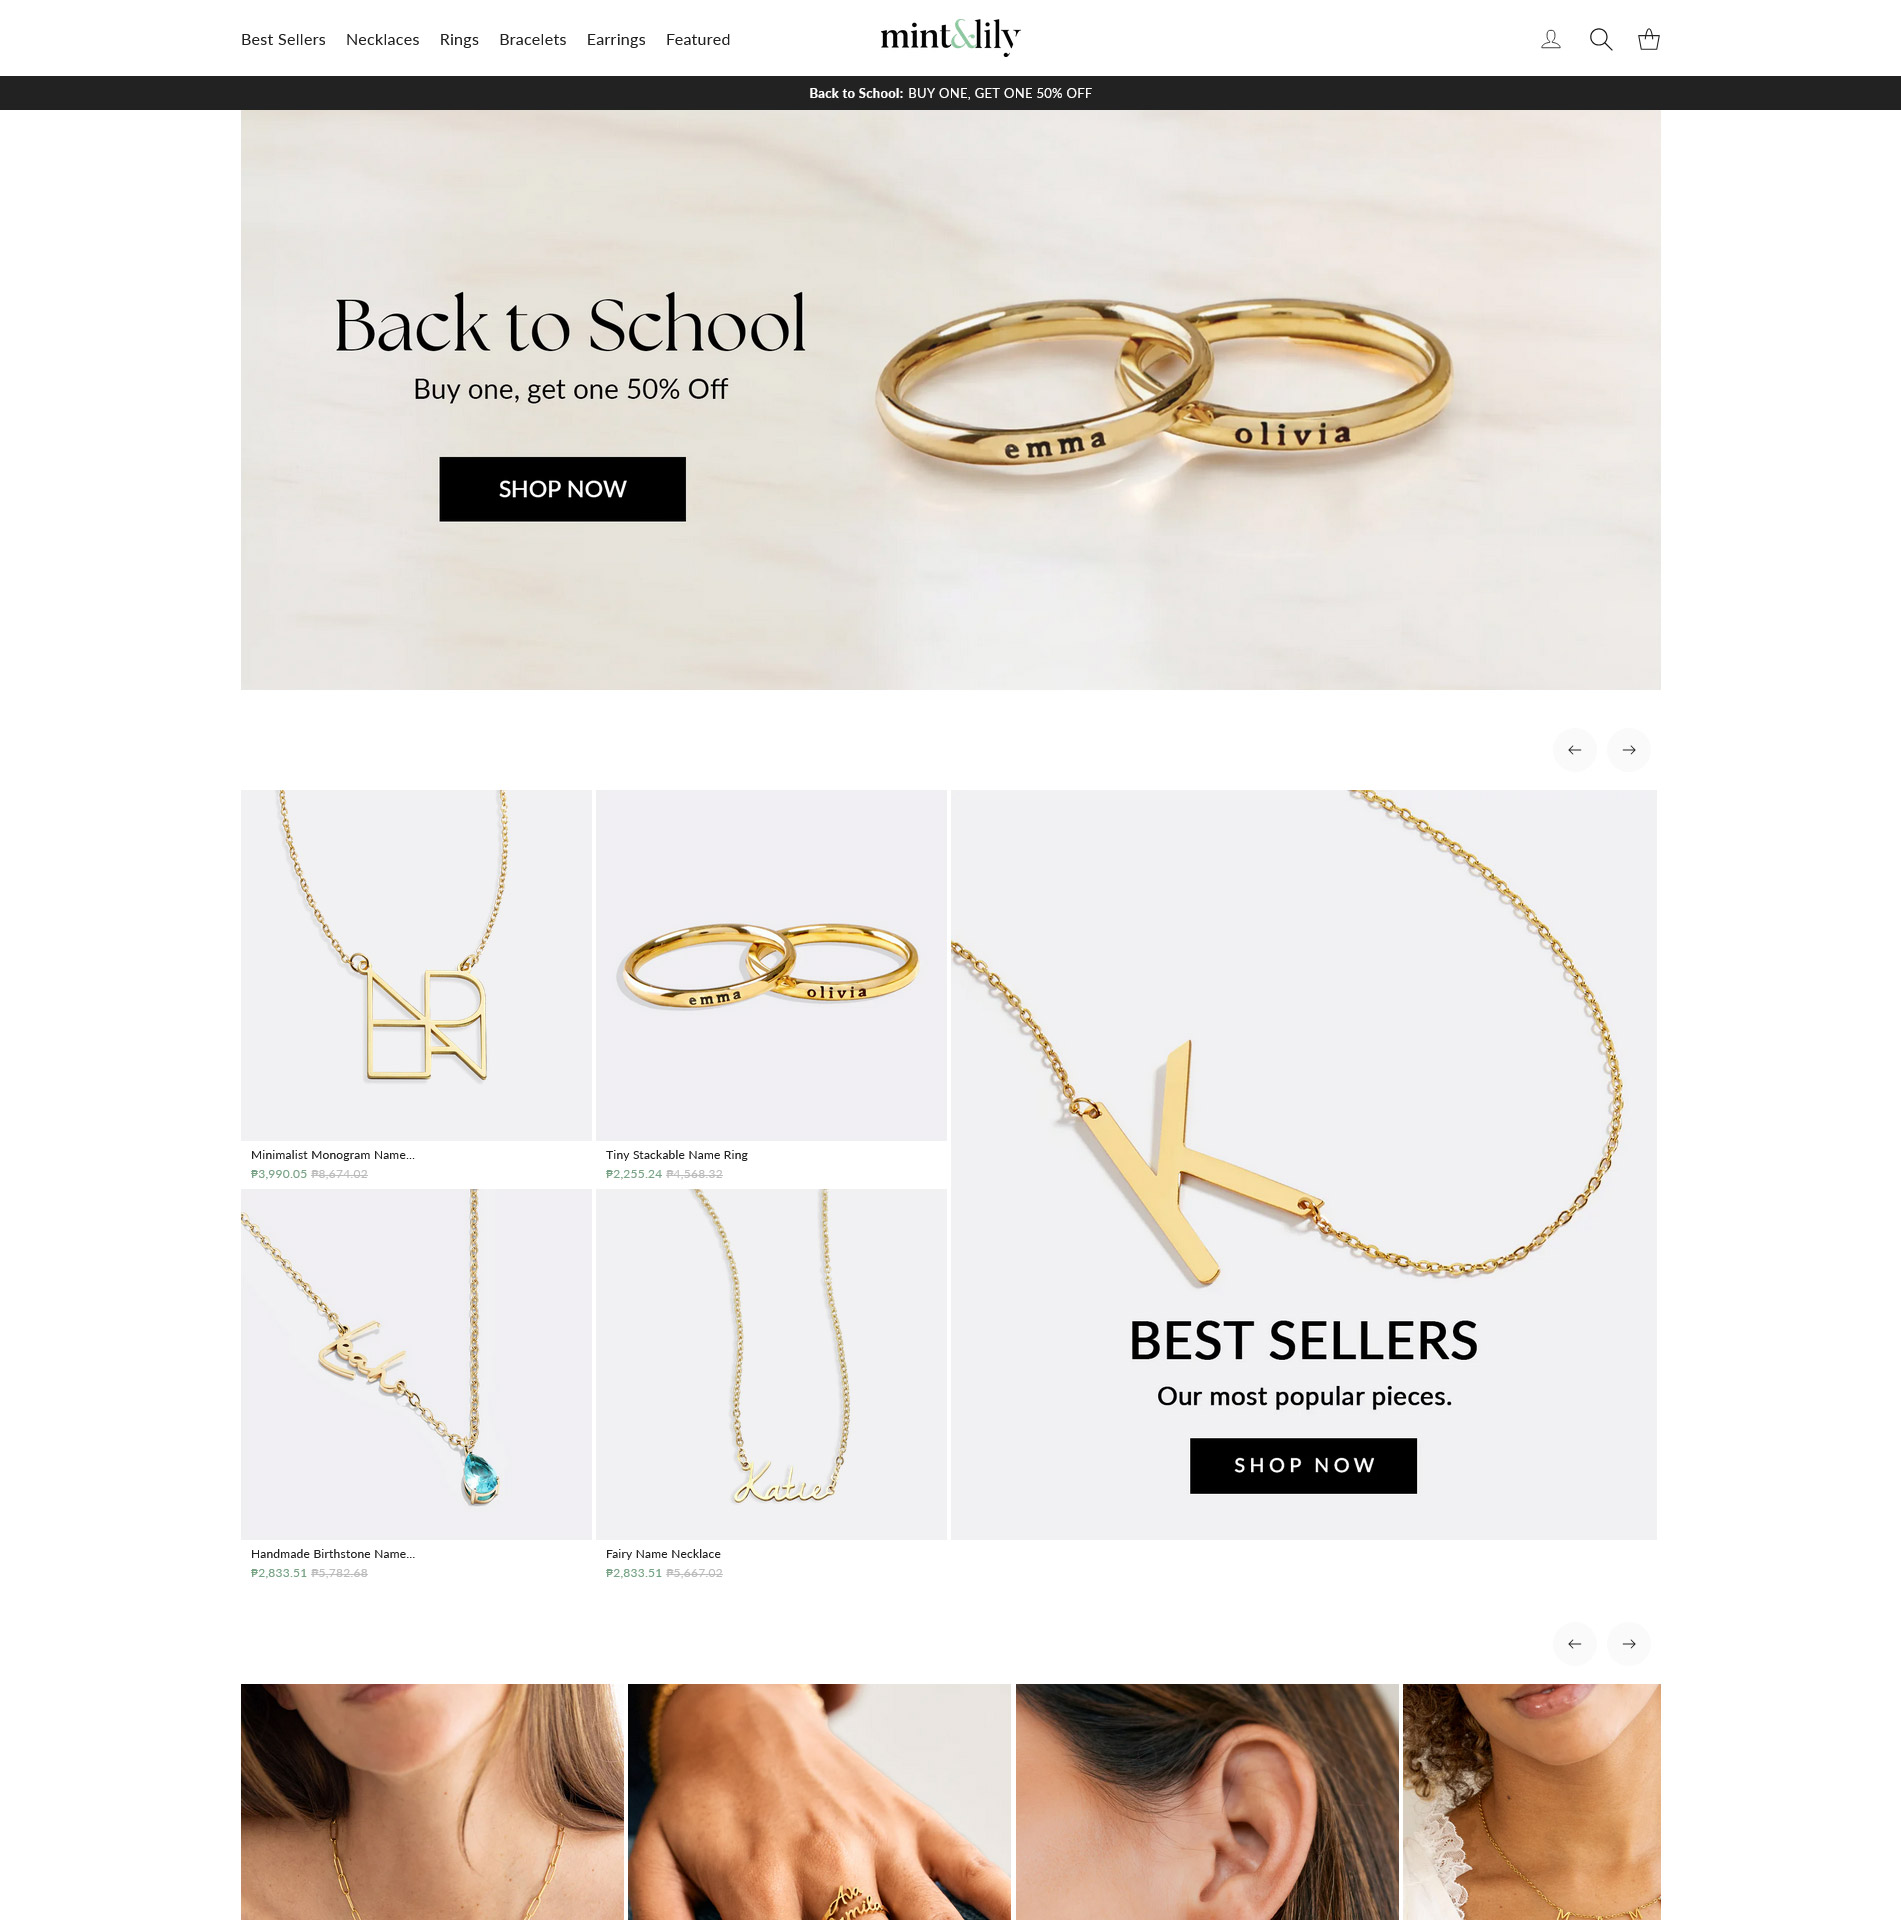 Best Sellers Necklaces Rings Bracelets Earrings Featured
mint&lily
Back to School: BUY ONE, GET ONE 50% OFF
Back to School
Buy one, get one 50% Off
SHOP NOW
emma
olivia
Minimalist Monogram Name...
₱3,990.05 ₱8,674.02
emma
olivia
Tiny Stackable Name Ring
₱2,255.24 ₱4,568.32
K
BEST SELLERS
Our most popular pieces.
SHOP NOW
Leah
Handmade Birthstone Name...
₱2,833.51 ₱5,782.68
Katie
Fairy Name Necklace
₱2,833.51 ₱5,667.02
Ava